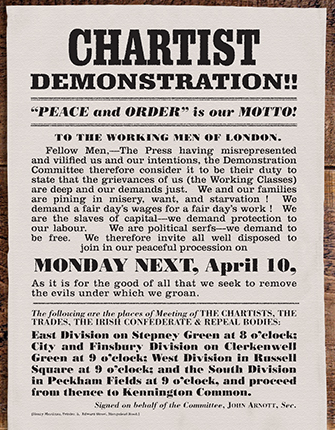 CHARTIST
DEMONSTRATION!!
"PEACE and ORDER" is our MOTTO!
TO THE WORKING MEN OF LONDON.
Fellow Men,—The Press having misrepresented
and vilified us and our intentions, the Demonstration
Committee therefore consider it to be their duty to
state that the grievances of us (the Working Classes)
are deep and our demands just. We and our families
are pining in misery, want, and starvation! We
demand a fair day's wages for a fair day's work! We
are the slaves of capital—we demand protection to
our labour. We are political serfs—we demand to
be free. We therefore invite all well disposed to
join in our peaceful procession on
MONDAY NEXT, April 10,
As it is for the good of all that we seek to remove
the evils under which we groan.
The following are the places of Meeting of THE CHARTISTS, THE
TRADES, THE IRISH CONFEDERATE & REPEAL BODIES:
East Division on Stepney Green at 8 o'clock;
City and Finsbury Division on Clerkenwell
Green at 9 o'clock; West Division in Russell
Square at 9 o'clock; and the South Division
in Peckham Fields at 9 o'clock, and proceed
from thence to Kennington Common.
Signed on behalf of the Committee, JOHN ARNOTT, Sec.